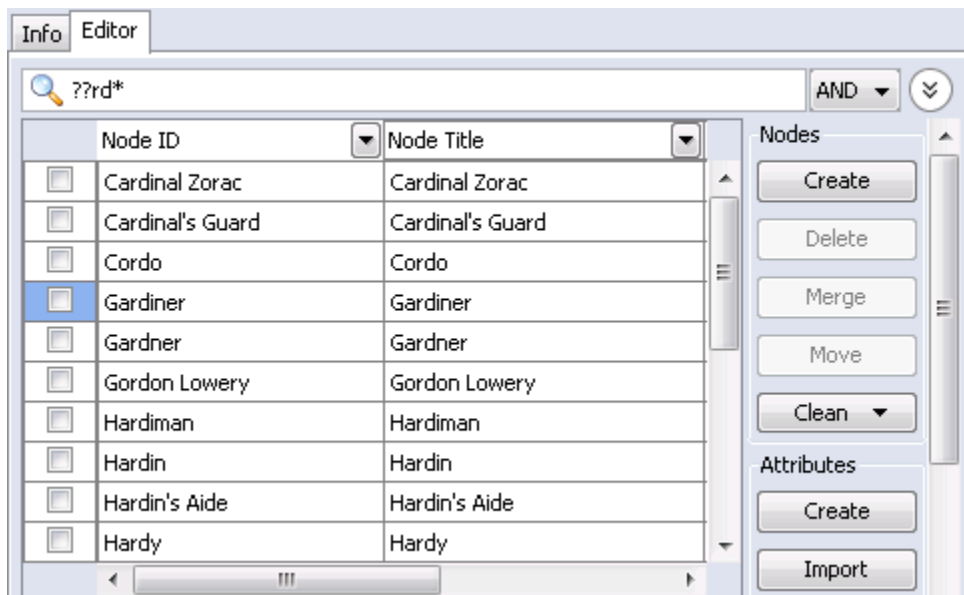 Info Editor
??rd* AND
Node ID Node Title Nodes
Cardinal Zorac Cardinal Zorac Create
Cardinal's Guard Cardinal's Guard Delete
Cordo Cordo
Gardiner Gardiner Merge
Gardner Gardner Move
Gordon Lowery Gordon Lowery
Hardiman Hardiman Clean
Hardin Hardin Attributes
Hardin's Aide Hardin's Aide Create
Hardy Hardy Import